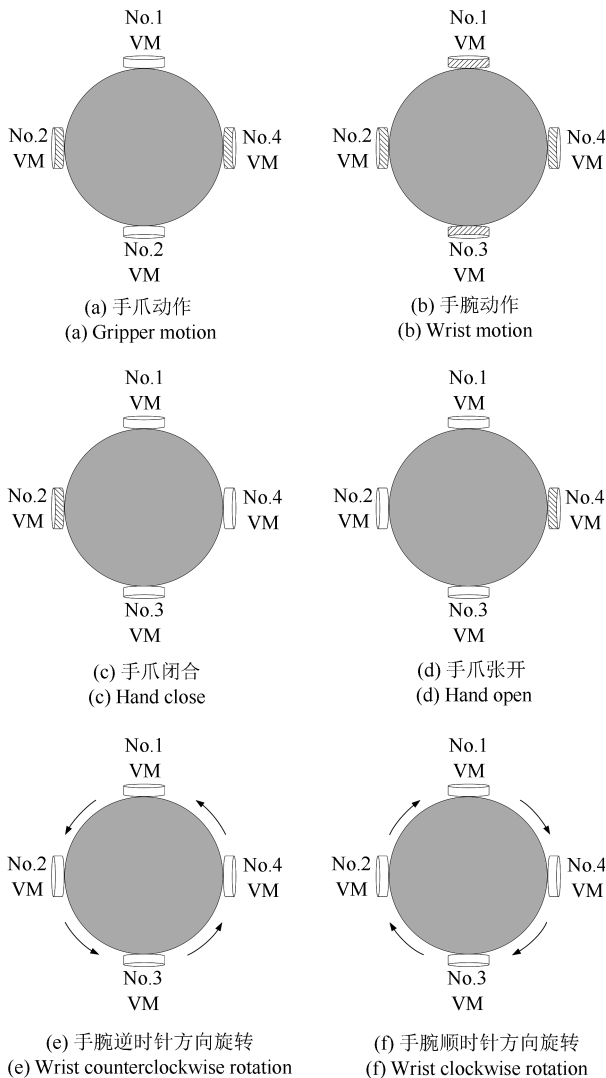 No.1
VM
No.2
VM
No.4
VM
No.2
VM
(a) 手爪动作
(a) Gripper motion
No.1
VM
No.2
VM
No.4
VM
No.3
VM
(b) 手腕动作
(b) Wrist motion
No.1
VM
No.2
VM
No.4
VM
No.3
VM
(c) 手爪闭合
(c) Hand close
No.1
VM
No.2
VM
No.4
VM
No.3
VM
(d) 手爪张开
(d) Hand open
No.1
VM
No.2
VM
No.4
VM
No.3
VM
(e) 手腕逆时针方向旋转
(e) Wrist counterclockwise rotation
No.1
VM
No.2
VM
No.4
VM
No.3
VM
(f) 手腕顺时针方向旋转
(f) Wrist clockwise rotation